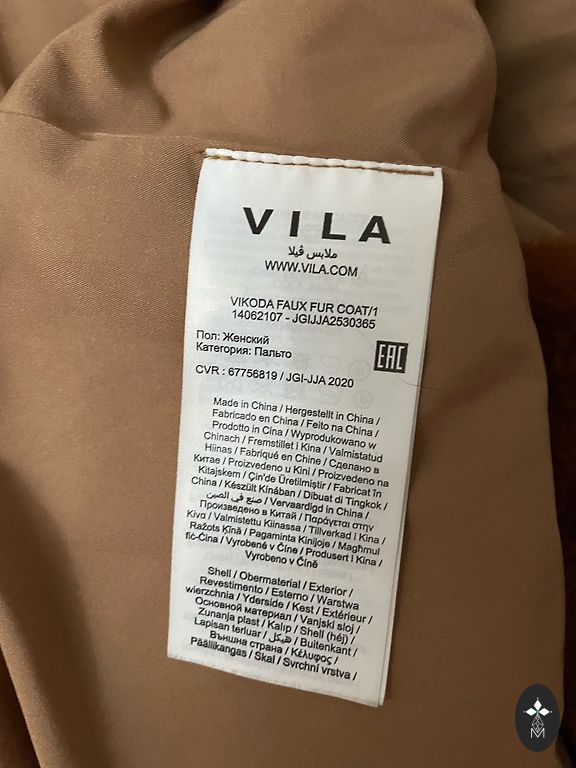 VILA
ملابس ڤيلا
WWW.VILA.COM
VIKODA FAUX FUR COAT/1
14062107 - JGIJJA2530365
Пол: Женский
Категория: Пальто
EAC
CVR : 67756819 / JGI-JJA 2020
Made in China / Hergestellt in China /
Fabricado en China / Feito na China /
Prodotto in Cina / Wyprodukowano w
Chinach / Fremstillet i Kina / Valmistatud
Hiinas / Fabriqué en Chine / Сделано в
Китае / Proizvedeno u Kini / Proizvedeno na
Kitajskem / Çin'de Üretilmiştir / Fabricat în
China / Készült Kínában / Dibuat di Tingkok /
صنع في الصين / Vervaardigd in China /
Произведено в Китай / Παράγεται στην
Κίνα / Valmistettu Kiinassa / Tillverkad i Kina /
Ražots Ķīnā / Pagaminta Kinijoje / Magħmul
fiċ-Ċina / Vyrobené v Číne / Produsert i Kina /
Vyrobeno v Číně
Shell / Obermaterial / Exterior /
Revestimento / Esterno / Warstwa
wierzchnia / Yderside / Kest / Extérieur /
Основной материал / Vanjski sloj /
Zunanja plast / Kalıp / Shell (héj) /
Lapisan terluar / هيكل / Buitenkant /
Външна страна / Κέλυφος /
Päällikangas / Skal / Svrchní vrstva /
M